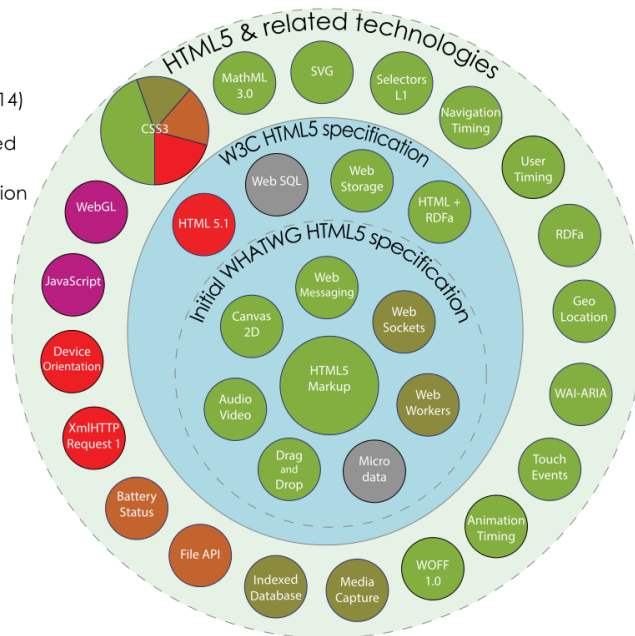 HTML5 & related technologies
14)
ed
tion
CSS3
MathML
3.0
SVG
Selectors
L1
Navigation
Timing
User
Timing
RDFa
Geo
Location
WAI-ARIA
Touch
Events
Animation
Timing
WOFF
1.0
Media
Capture
Indexed
Database
File API
Battery
Status
XmlHTTP
Request 1
Device
Orientation
JavaScript
WebGL
W3C HTML5 specification
HTML 5.1
Web SQL
Web
Storage
HTML +
RDFa
Initial WHATWG HTML5 specification
Web
Messaging
Canvas
2D
Web
Sockets
HTML5
Markup
Audio
Video
Web
Workers
Drag
and
Drop
Micro
data